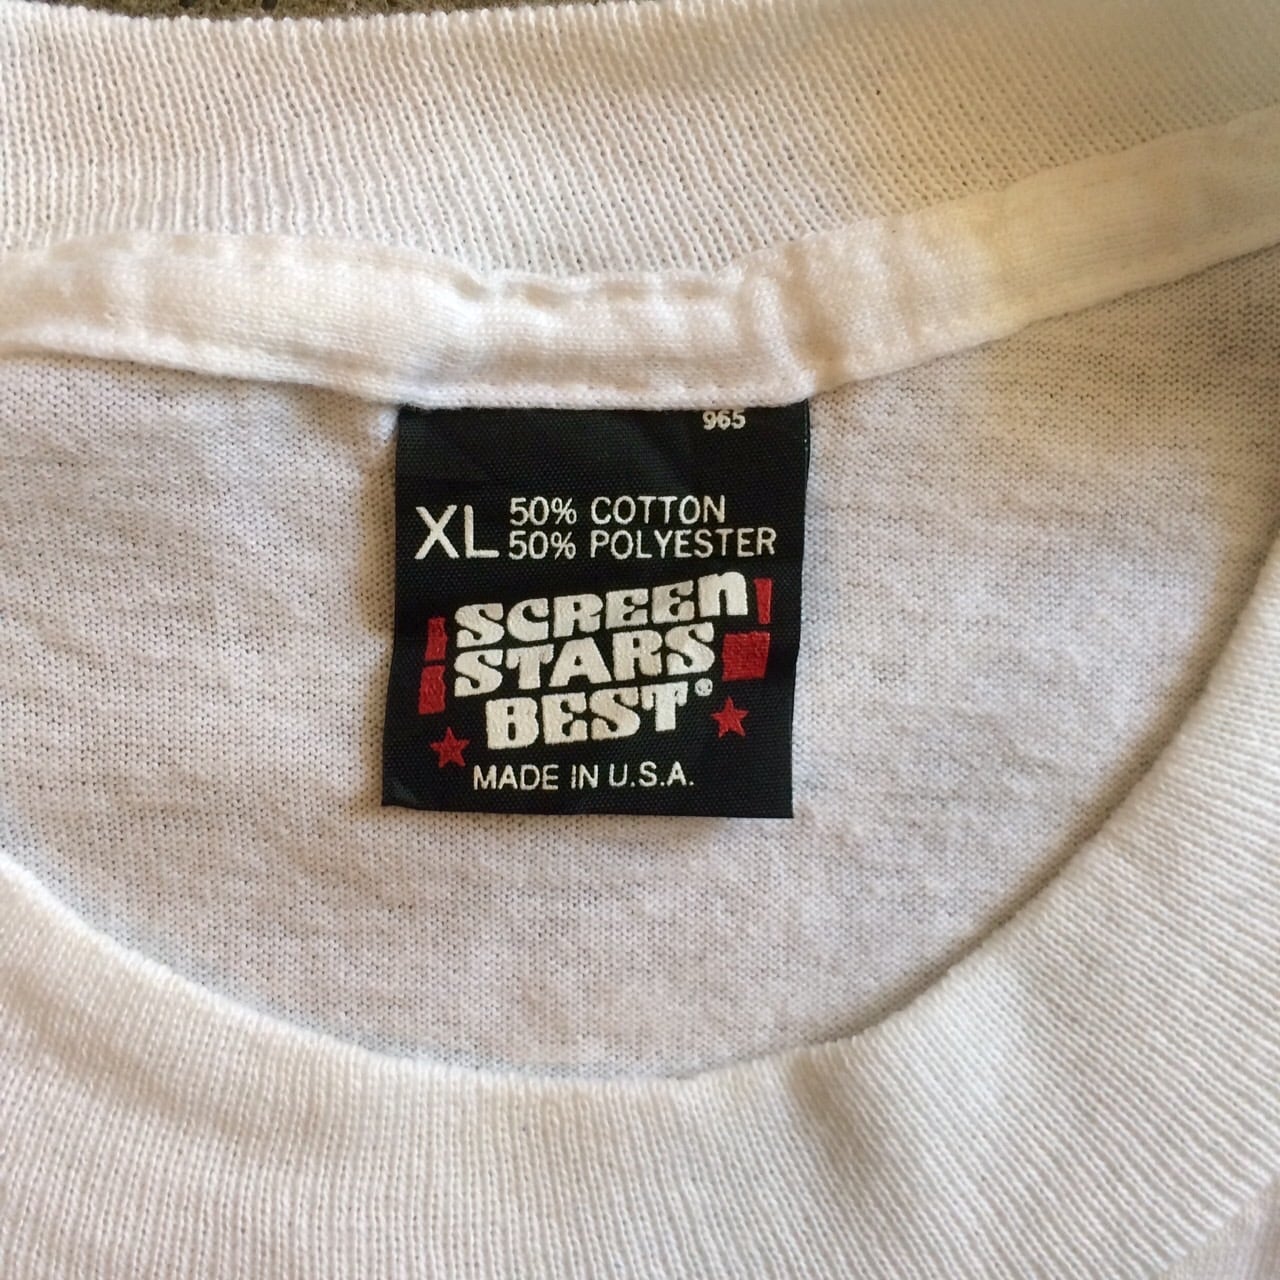 965
XL 50% COTTON
50% POLYESTER
SCREEN
STARS
BEST®
MADE IN U.S.A.